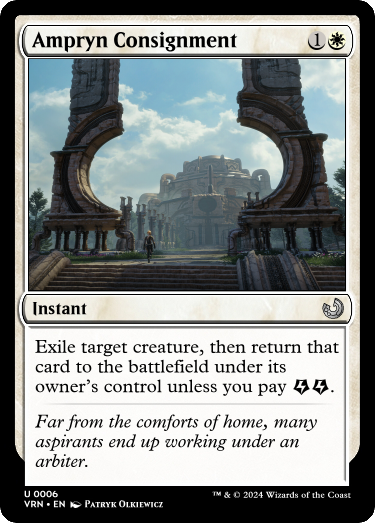 Ampryn Consignment 1
Instant
Exile target creature, then return that
card to the battlefield under its
owner's control unless you pay .
Far from the comforts of home, many
aspirants end up working under an
arbiter.
U 0006
VRN • EN Patryk Olkiewicz
™ & © 2024 Wizards of the Coast